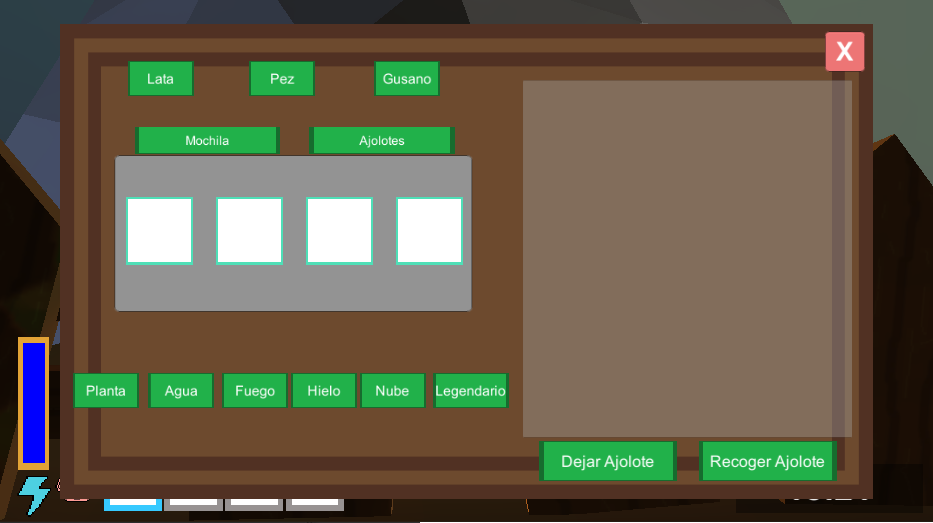 X
Lata
Pez
Gusano
Mochila
Ajolotes
Planta
Agua
Fuego
Hielo
Nube
Legendario
Dejar Ajolote
Recoger Ajolote